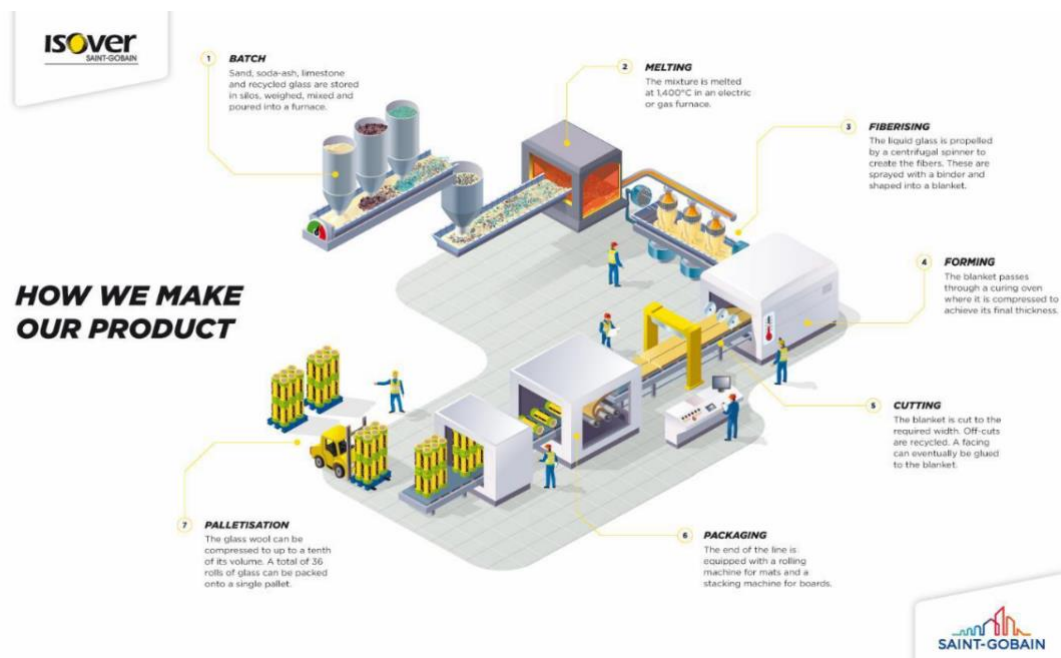 ISOVER
SAINT-GOBAIN
1
BATCH
Sand, soda-ash, limestone
and recycled glass are stored
in silos, weighed, mixed and
poured into a furnace.
2
MELTING
The mixture is melted
at 1,400°C in an electric
or gas furnace.
3
FIBERISING
The liquid glass is propelled
by a centrifugal spinner to
create the fibers. These are
sprayed with a binder and
shaped into a blanket.
4
FORMING
The blanket passes
through a curing oven
where it is compressed to
achieve its final thickness.
HOW WE MAKE
OUR PRODUCT
5
CUTTING
The blanket is cut to the
required width. Off-cuts
are recycled. A facing
can eventually be glued
to the blanket.
6
PACKAGING
The end of the line is
equipped with a rolling
machine for mats and a
stacking machine for boards.
7
PALLETISATION
The glass wool can be
compressed to up to a tenth
of its volume. A total of 36
rolls of glass can be packed
onto a single pallet.
SAINT-GOBAIN